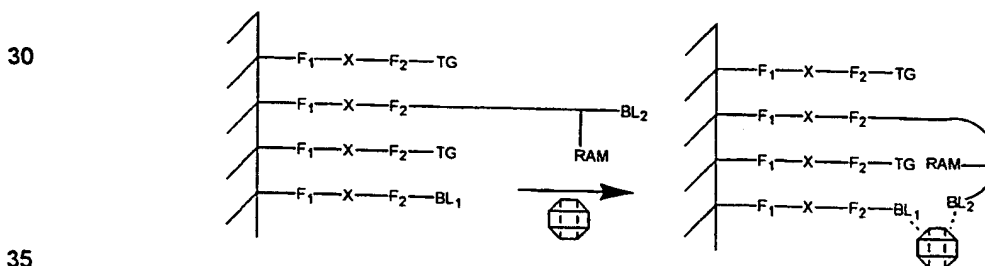 30
F₁—X—F₂—TG F₁—X—F₂—TG
F₁—X—F₂ BL₂ F₁—X—F₂
RAM
F₁—X—F₂—TG F₁—X—F₂—TG RAM
F₁—X—F₂—BL₁ F₁—X—F₂—BL₁ BL₂
35